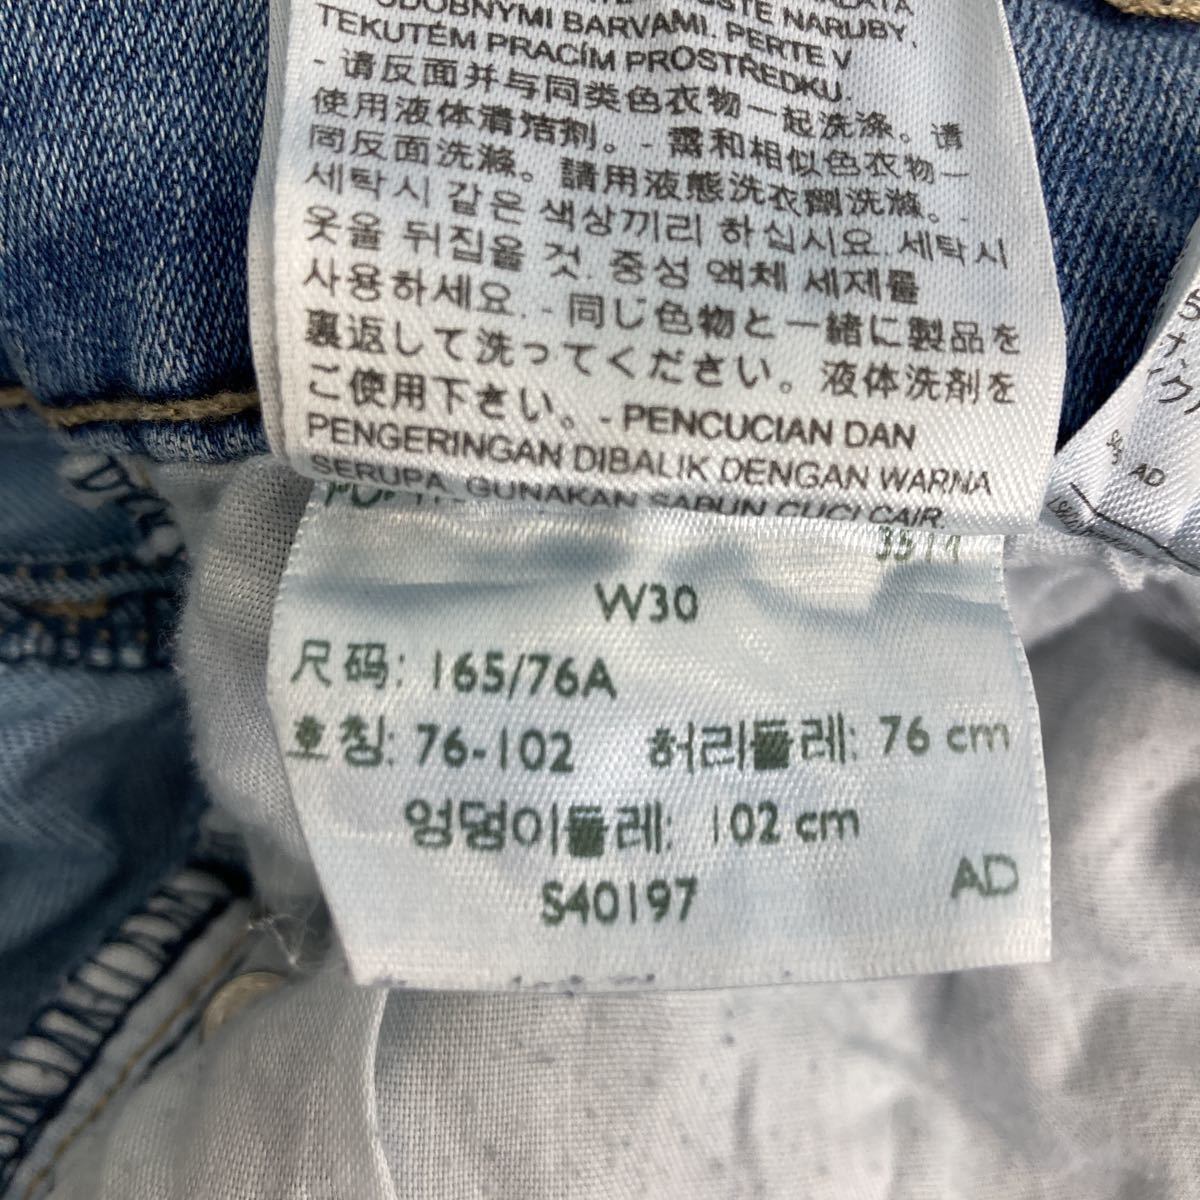 BARVAMI. PERTE V
TEKUTÉM PRACÍM PROSTŘEDKU.
- 请反面并与同类色衣物一起洗涤。请
使用液体清洁剂。- 需和相似色衣物一
同反面洗滌。請用液態洗衣劑洗滌。-
세탁시 같은 색상끼리 하십시요. 세탁시
옷을 뒤집을 것. 중성 액체 세제를
사용하세요. - 同じ色物と一緒に製品を
裏返して洗ってください。液体洗剤を
ご使用下さい。- PENCUCIAN DAN
PENGERINGAN DIBALIK DENGAN WARNA
SERUPA. GUNAKAN SABUN CUCI CAIR.
W30
尺码: 165/76A
호칭: 76-102 허리둘레: 76 cm
엉덩이둘레: 102 cm
S40197 AD
AD